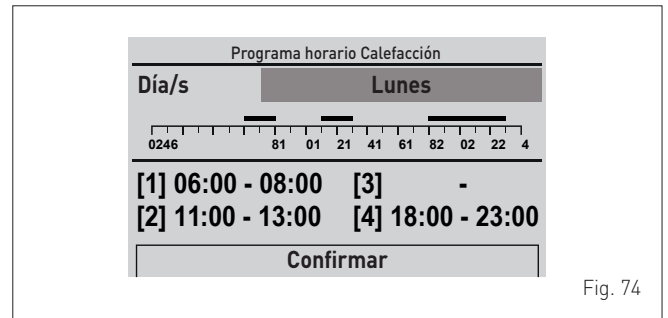 Programa horario Calefacción
Día/s Lunes
0246 81 01 21 41 61 82 02 22 4
[1] 06:00 - 08:00 [3] -
[2] 11:00 - 13:00 [4] 18:00 - 23:00
Confirmar
Fig. 74